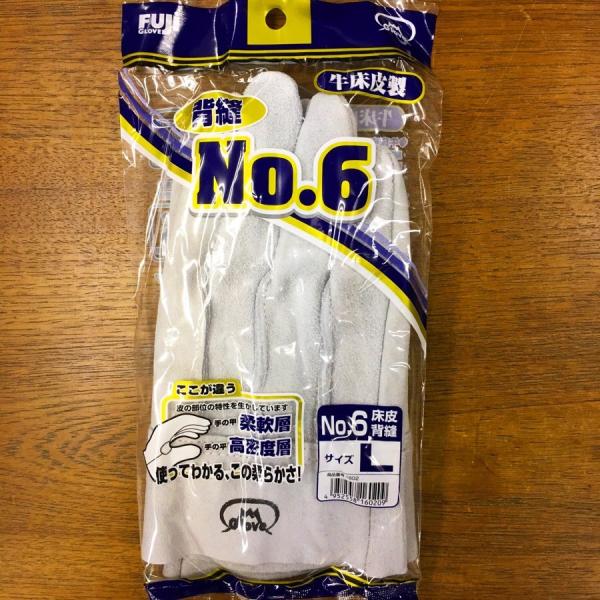 FUJI
GLOVE
glove
牛床皮製
背縫
No.6
ここが違う
皮の部位の特性を生かしています
手の甲 柔軟層
手の平 高密度層
使ってわかる、この柔らかさ!
No.6 床皮背縫
サイズ L
glove